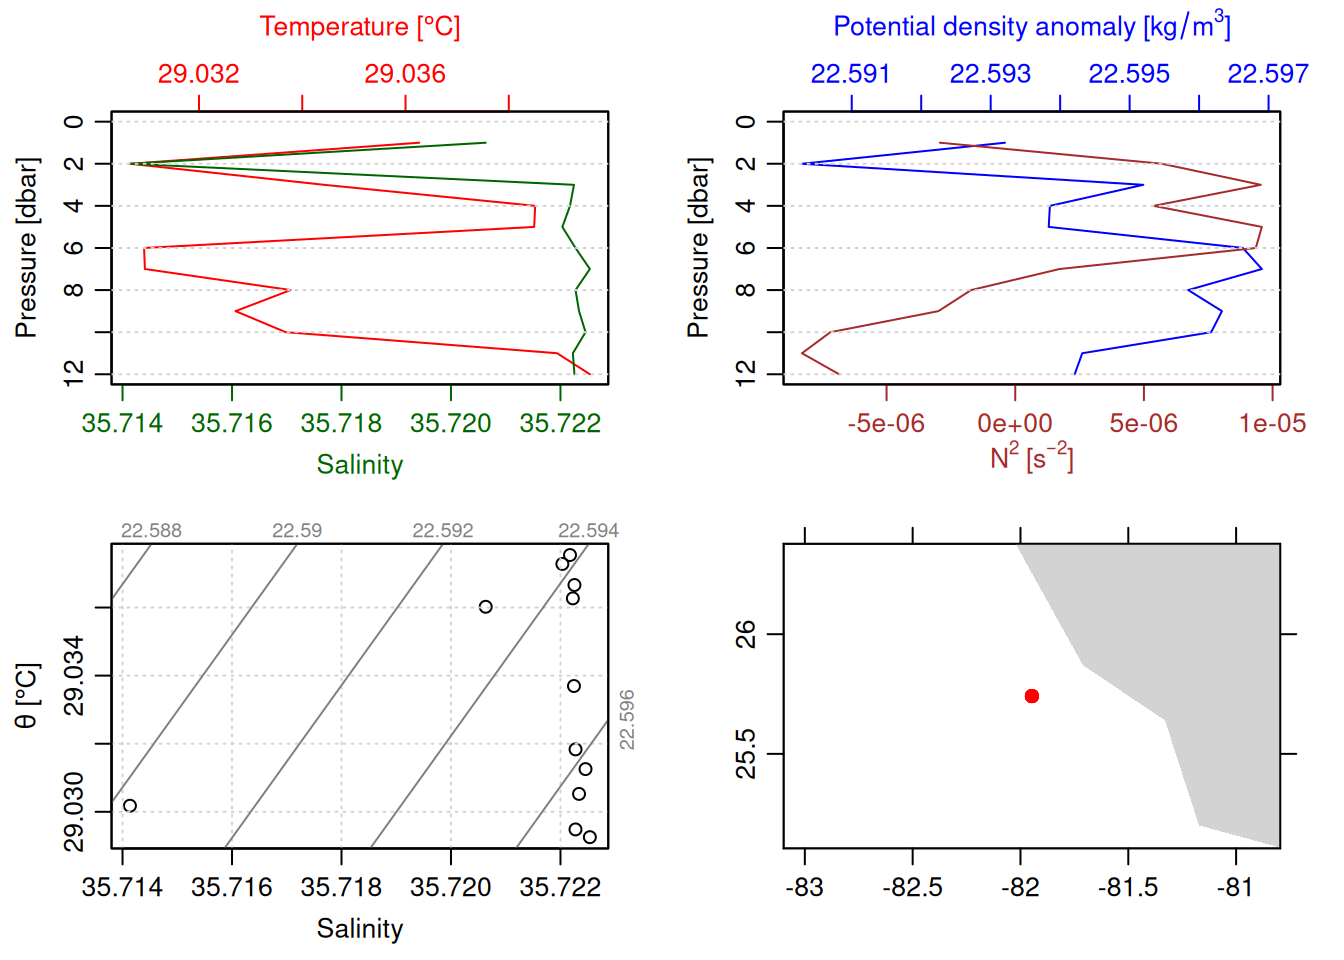 Temperature [°C]
29.032 29.036
Pressure [dbar]
0
2
4
6
8
12
35.714 35.716 35.718 35.720 35.722
Salinity
Potential density anomaly [kg/m³]
22.591 22.593 22.595 22.597
Pressure [dbar]
0
2
4
6
8
12
-5e-06 0e+00 5e-06 1e-05
N² [s⁻²]
22.588 22.59 22.592 22.594
22.596
θ [°C]
29.034
29.030
35.714 35.716 35.718 35.720 35.722
Salinity
26
25.5
-83 -82.5 -82 -81.5 -81